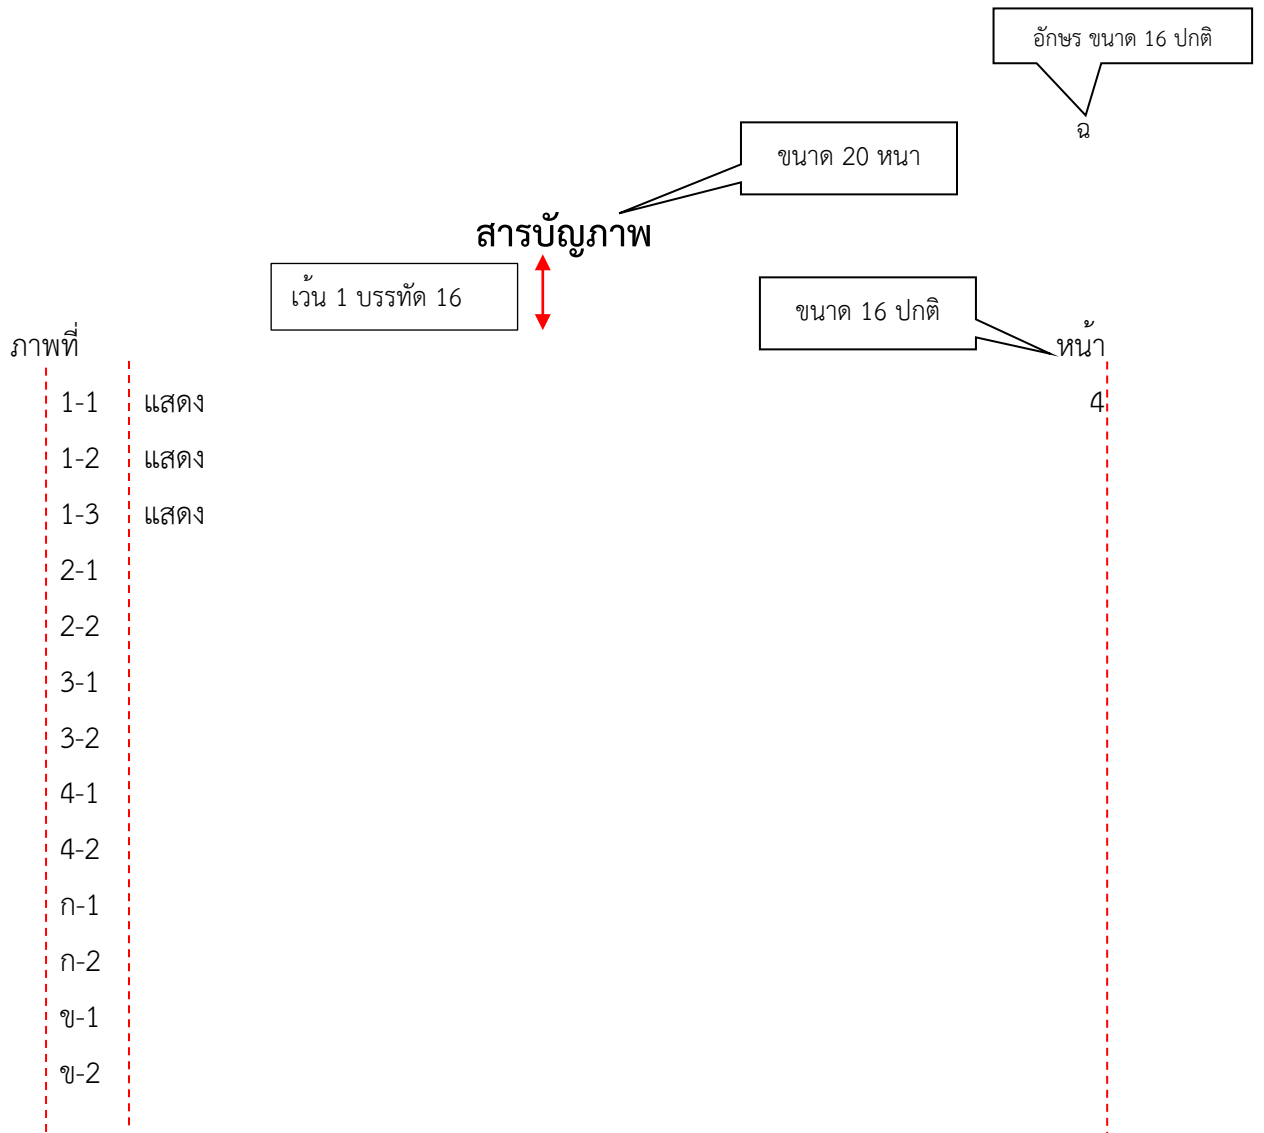 อักษร ขนาด 16 ปกติ
ฉ
ขนาด 20 หนา
สารบัญภาพ
เว้น 1 บรรทัด 16
ขนาด 16 ปกติ
ภาพที่ หน้า
1-1 แสดง 4
1-2 แสดง
1-3 แสดง
2-1
2-2
3-1
3-2
4-1
4-2
ก-1
ก-2
ข-1
ข-2